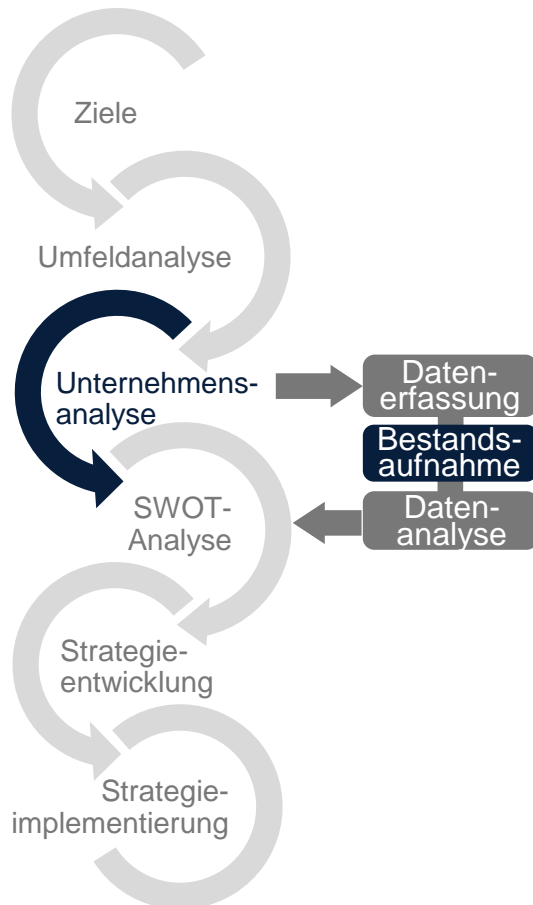 Ziele
Umfeldanalyse
Unternehmens-
analyse
Daten-
erfassung
Bestands-
aufnahme
Daten-
analyse
SWOT-
Analyse
Strategie-
entwicklung
Strategie-
implementierung